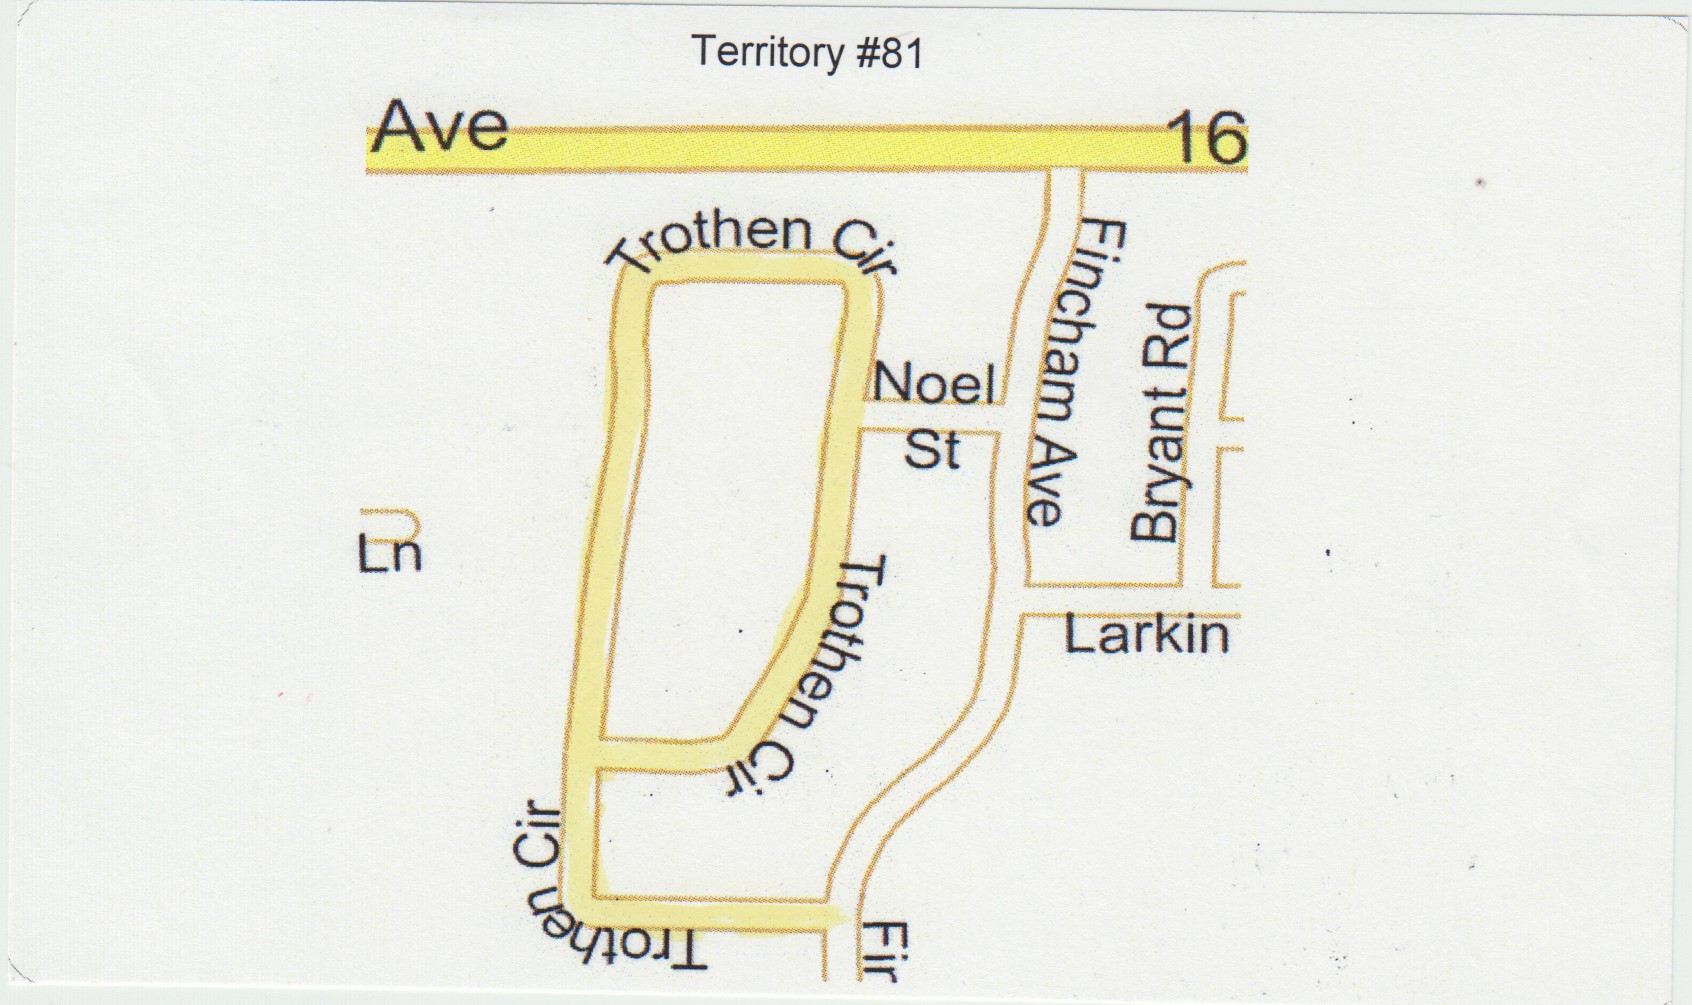 Territory #81
Ave
16
Trothen Cir
Fincham Ave
Bryant Rd
Noel
St
Ln
Trothen Cir
Larkin
Trothen Cir
Fir